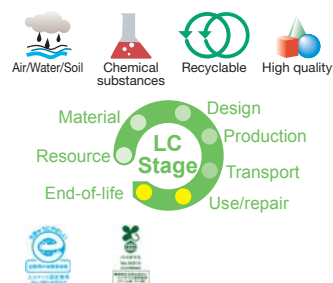 Air/Water/Soil
Chemical
substances
Recyclable
High quality
Design
Material
Production
LC
Stage
Resource
Transport
End-of-life
Use/repair